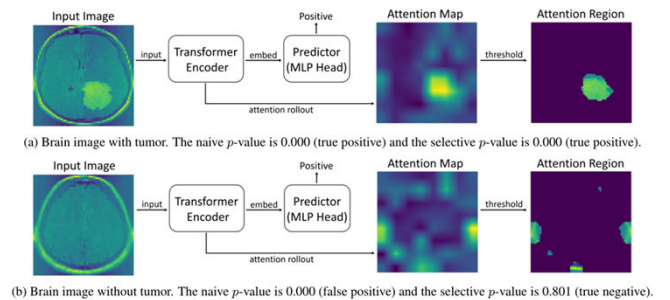 Input Image
Positive
Attention Map
Attention Region
input
Transformer
Encoder
embed
Predictor
(MLP Head)
threshold
attention rollout
(a) Brain image with tumor. The naive p-value is 0.000 (true positive) and the selective p-value is 0.000 (true positive).
Input Image
Positive
Attention Map
Attention Region
input
Transformer
Encoder
embed
Predictor
(MLP Head)
threshold
attention rollout
(b) Brain image without tumor. The naive p-value is 0.000 (false positive) and the selective p-value is 0.801 (true negative).